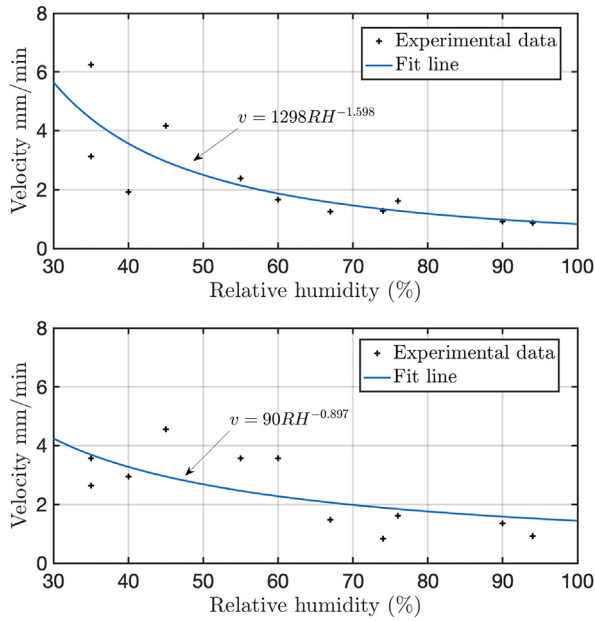 8
6
4
2
0
Velocity mm/min
Experimental data
Fit line
v = 1298RH^{-1.598}
30 40 50 60 70 80 90 100
Relative humidity (%)
8
6
4
2
0
Velocity mm/min
Experimental data
Fit line
v = 90RH^{-0.897}
30 40 50 60 70 80 90 100
Relative humidity (%)